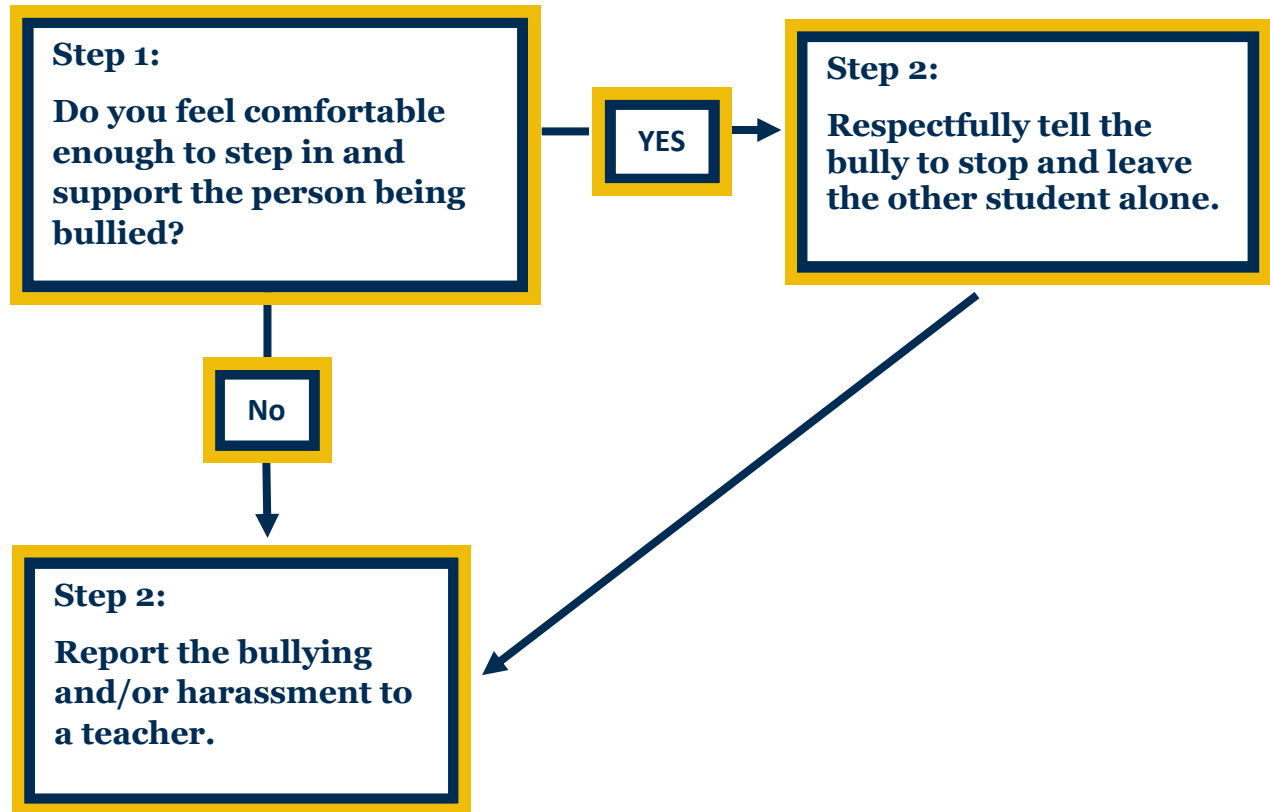 Step 1:
Do you feel comfortable
enough to step in and
support the person being
bullied?
YES
Step 2:
Respectfully tell the
bully to stop and leave
the other student alone.
No
Step 2:
Report the bullying
and/or harassment to
a teacher.